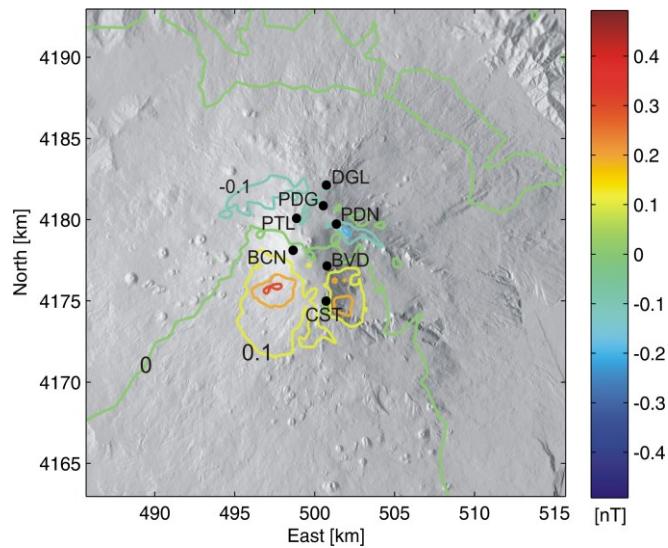 4190
4185
4180
4175
4170
4165
North [km]
490
495
500
505
510
515
East [km]
-0.1
DGL
PDG
PTL
PDN
BCN
BVD
CST
0.1
0
0.4
0.3
0.2
0.1
0
-0.1
-0.2
-0.3
-0.4
[nT]